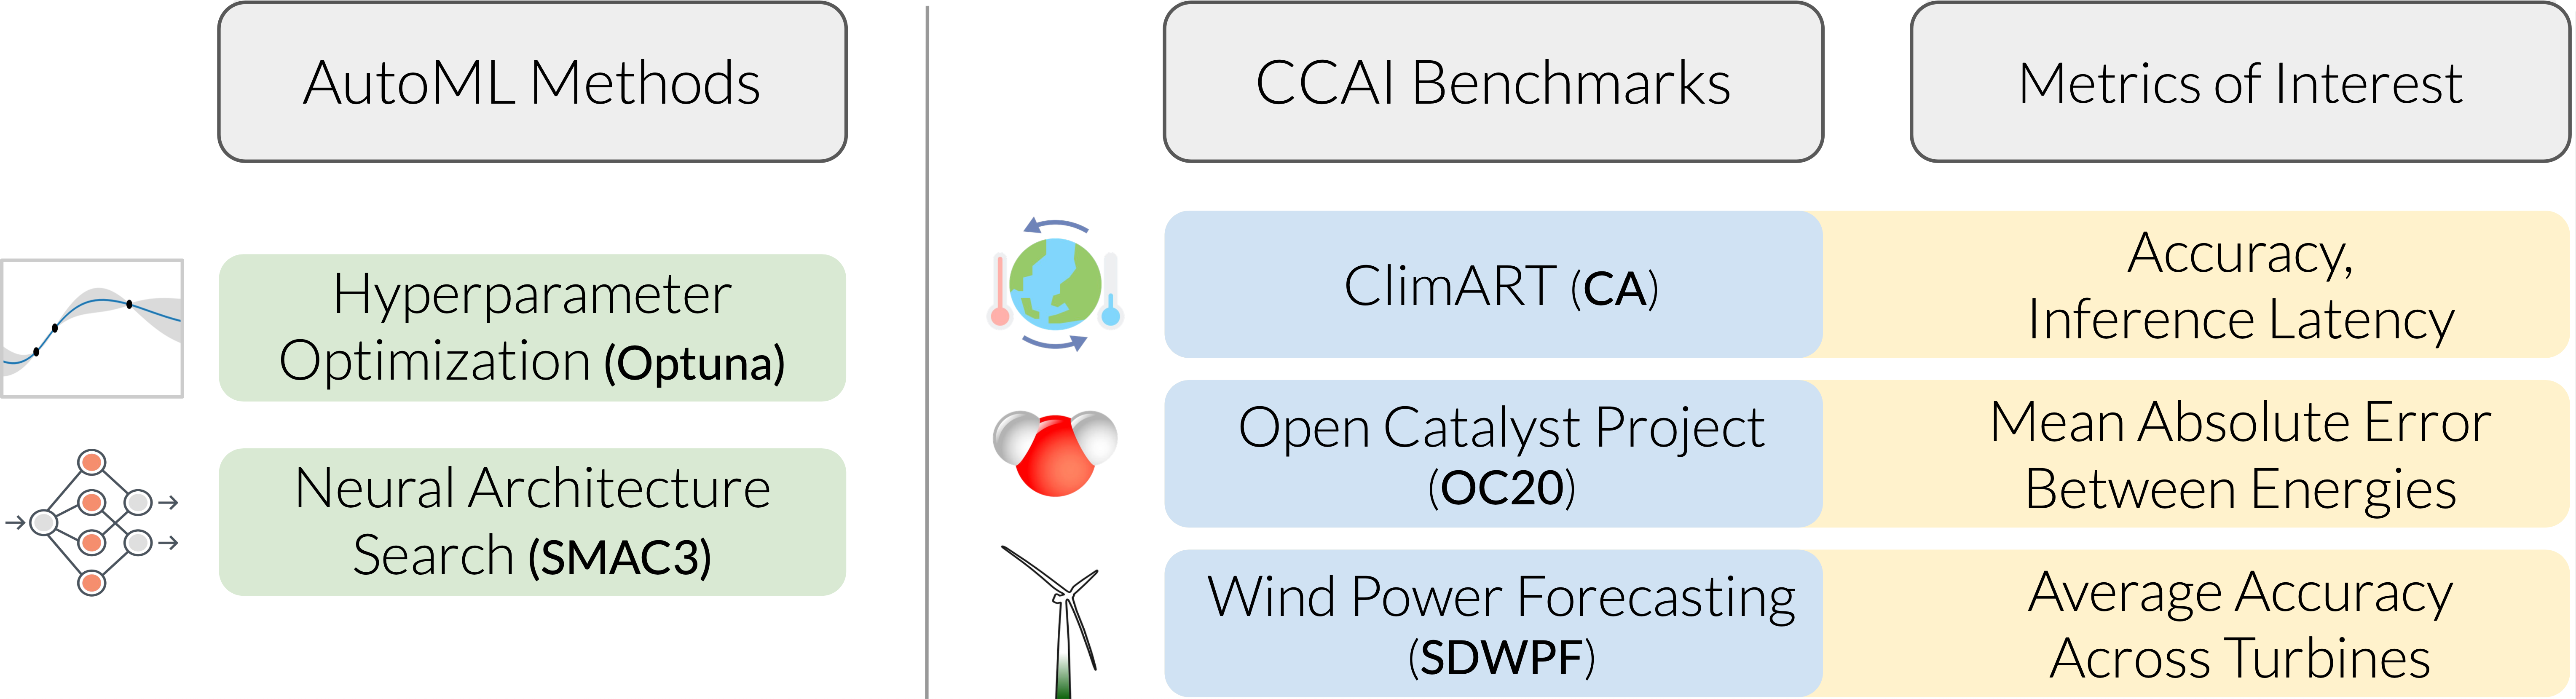 AutoML Methods
Hyperparameter
Optimization (Optuna)
Neural Architecture
Search (SMAC3)
CCAI Benchmarks
Metrics of Interest
ClimART (CA)
Accuracy,
Inference Latency
Open Catalyst Project
(OC20)
Mean Absolute Error
Between Energies
Wind Power Forecasting
(SDWPF)
Average Accuracy
Across Turbines